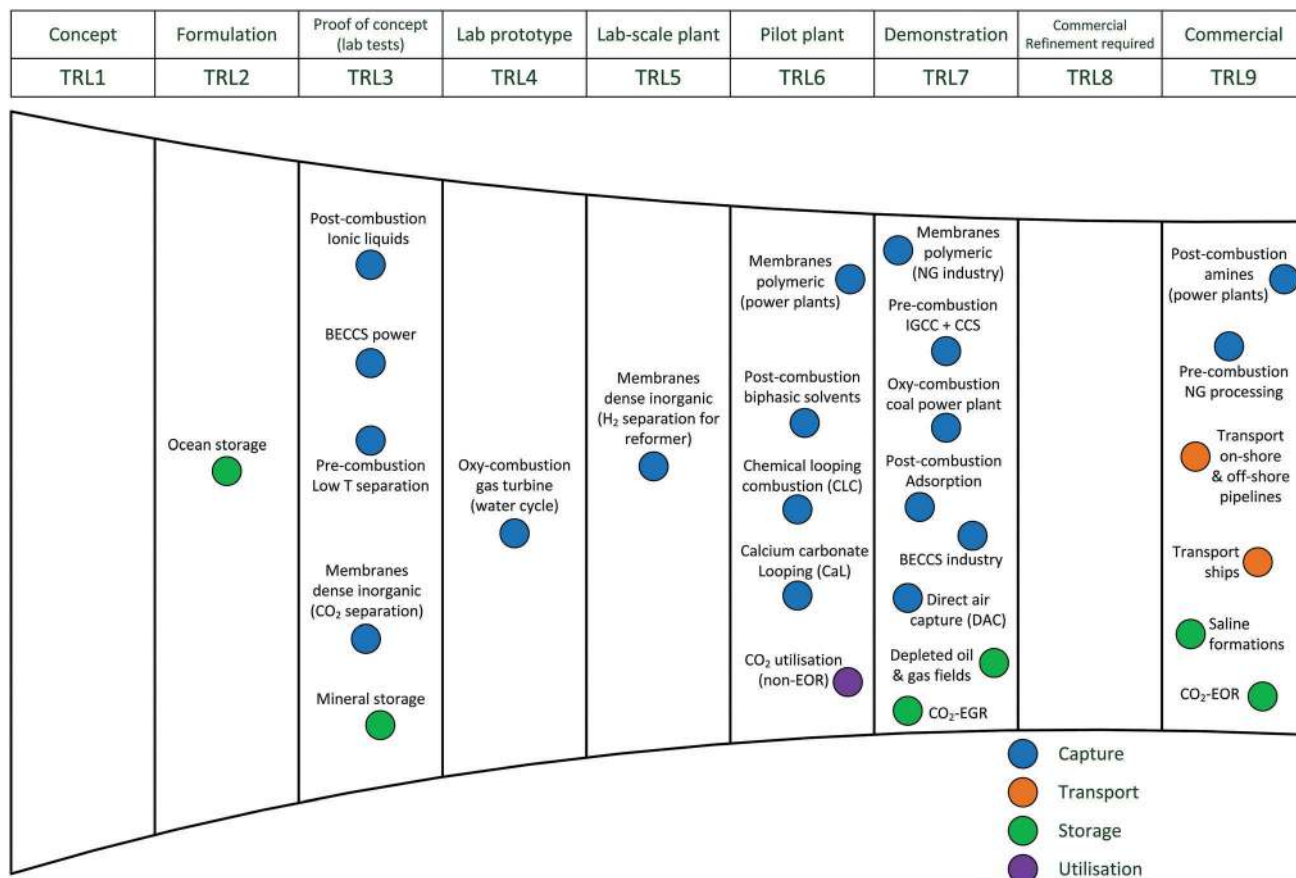 Concept
Formulation
Proof of concept
(lab tests)
Lab prototype
Lab-scale plant
Pilot plant
Demonstration
Commercial
Refinement required
Commercial
TRL1
TRL2
TRL3
TRL4
TRL5
TRL6
TRL7
TRL8
TRL9
Ocean storage
Post-combustion
Ionic liquids
BECCS power
Pre-combustion
Low T separation
Membranes
dense inorganic
(CO₂ separation)
Mineral storage
Oxy-combustion
gas turbine
(water cycle)
Membranes
dense inorganic
(H₂ separation for
reformer)
Membranes
polymeric
(power plants)
Post-combustion
biphasic solvents
Chemical looping
combustion (CLC)
Calcium carbonate
Looping (CaL)
CO₂ utilisation
(non-EOR)
Membranes
polymeric
(NG industry)
Pre-combustion
IGCC + CCS
Oxy-combustion
coal power plant
Post-combustion
Adsorption
BECCS industry
Direct air
capture (DAC)
Depleted oil
& gas fields
CO₂-EGR
Post-combustion
amines
(power plants)
Pre-combustion
NG processing
Transport
on-shore
& off-shore
pipelines
Transport
ships
Saline
formations
CO₂-EOR
Capture
Transport
Storage
Utilisation